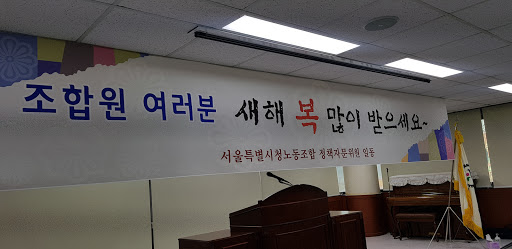 조합원 여러분 새해 복 많이 받으세요~
서울특별시청노동조합 정책자문위원 일동